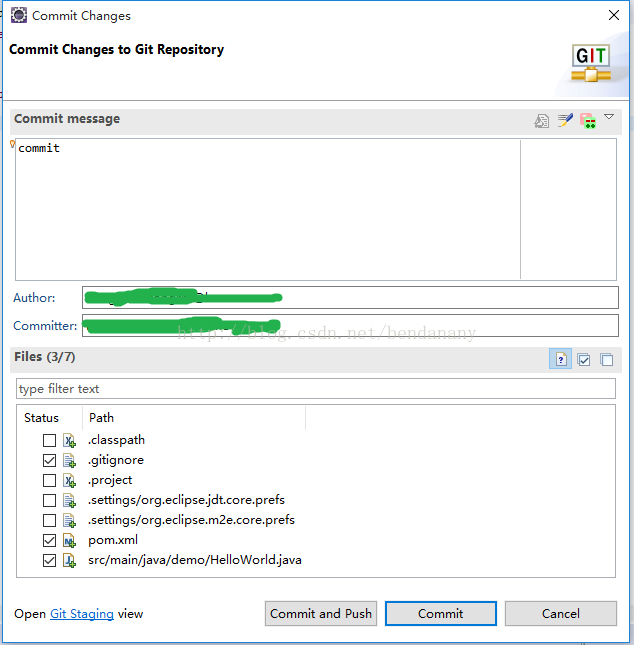 Commit Changes
Commit Changes to Git Repository
GIT
Commit message
commit
Author:
Committer:
http://blog.csdn.net/bendanany
Files (3/7)
type filter text
Status Path
.classpath
.gitignore
.project
.settings/org.eclipse.jdt.core.prefs
.settings/org.eclipse.m2e.core.prefs
pom.xml
src/main/java/demo/HelloWorld.java
Open Git Staging view Commit and Push Commit Cancel